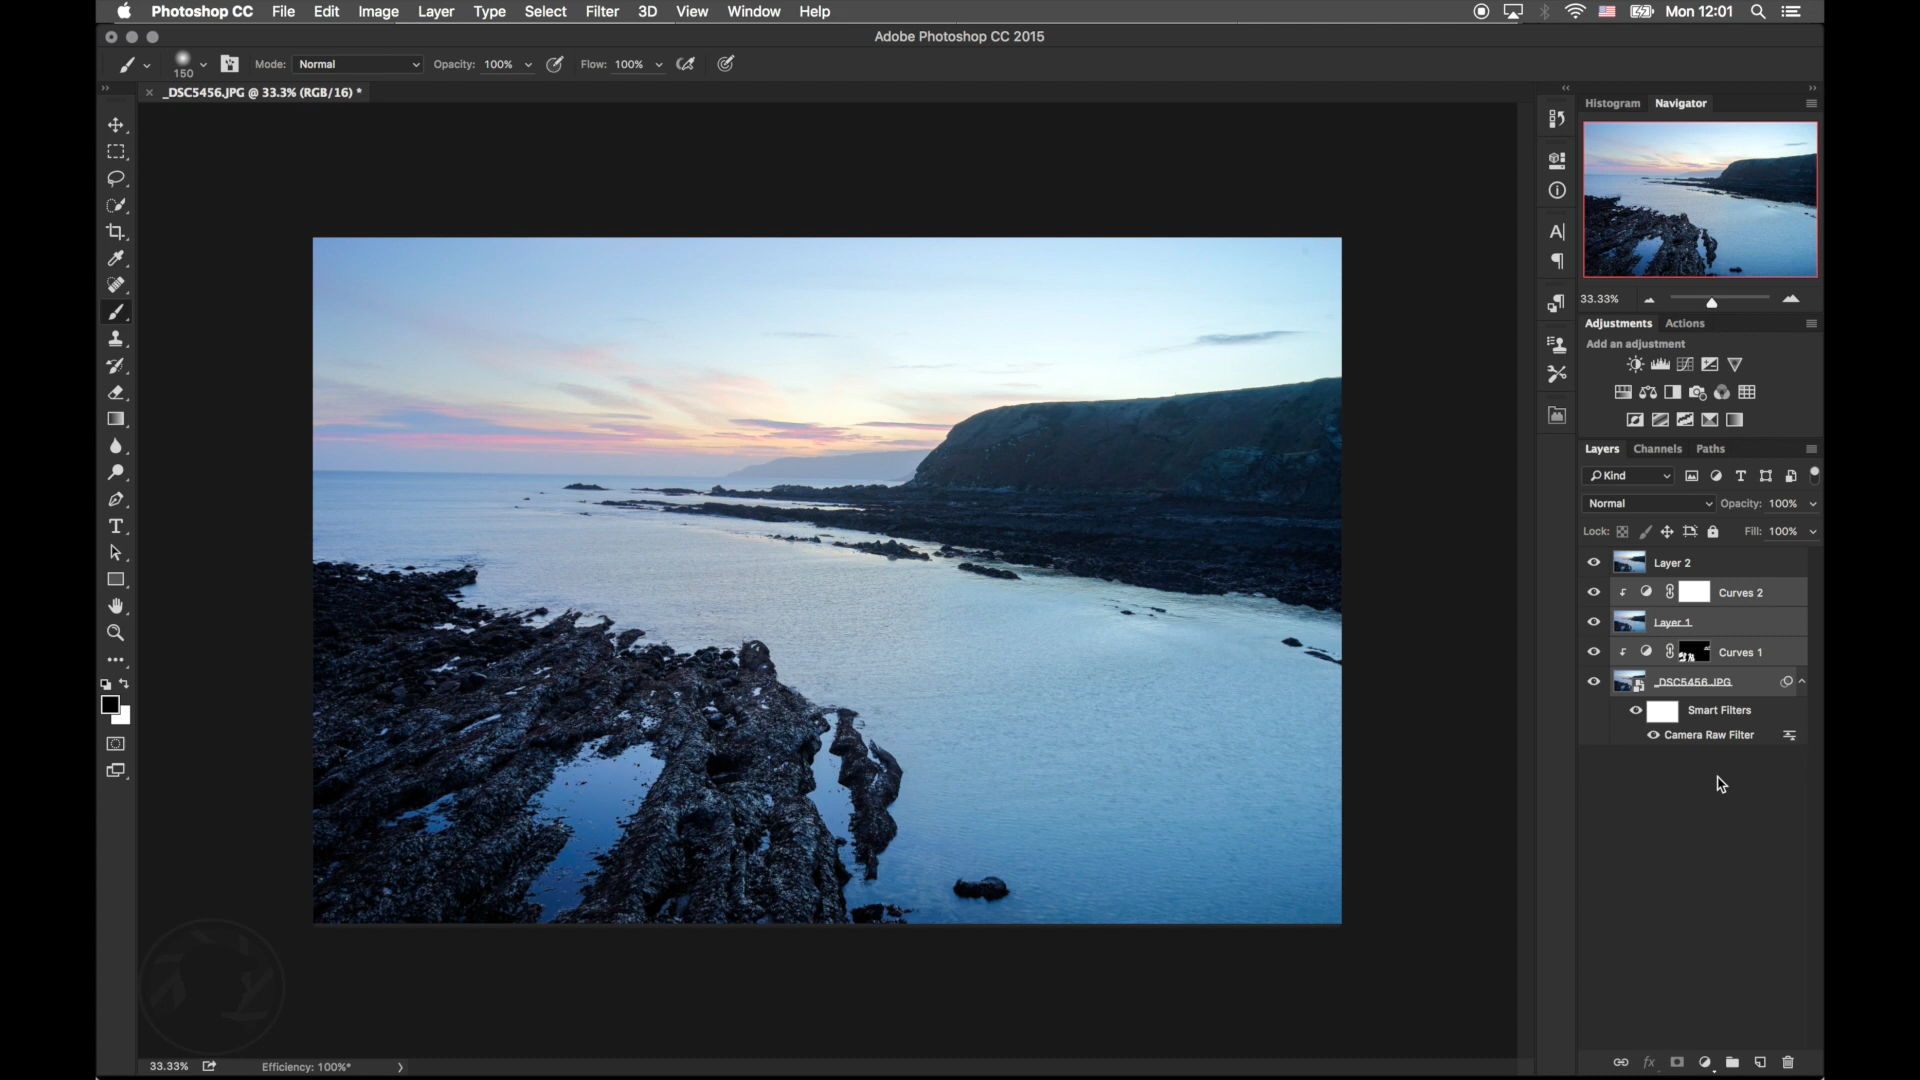 Photoshop CC File Edit Image Layer Type Select Filter 3D View Window Help Mon 12:01
Adobe Photoshop CC 2015
150 Mode: Normal Opacity: 100% Flow: 100%
_DSC5456.JPG @ 33.3% (RGB/16) *
Histogram Navigator
33.33%
Adjustments Actions
Add an adjustment
Layers Channels Paths
Kind
Normal Opacity: 100%
Lock: Fill: 100%
Layer 2
Curves 2
Layer 1
Curves 1
_DSC5456.JPG
Smart Filters
Camera Raw Filter
33.33% Efficiency: 100%*